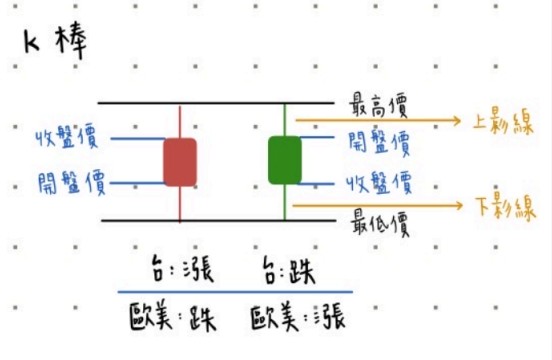 k 棒
最高價
上影線
收盤價
開盤價
開盤價
收盤價
下影線
最低價
台:漲 台:跌
歐美:跌 歐美:漲